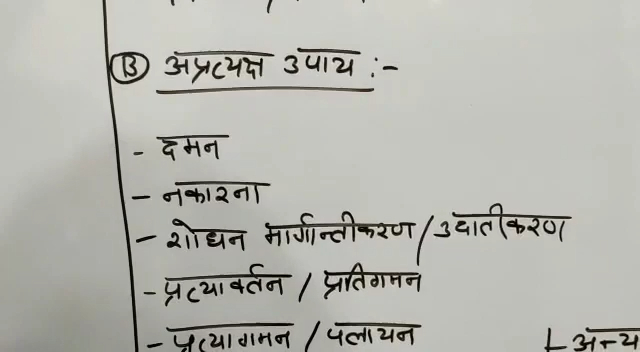 (B) अप्रत्यक्ष उपाय :-
- दमन
- नकारना
- शोधन मार्गान्तीकरण / उदातीकरण
- प्रत्यावर्तन / प्रतिगमन
- प्रत्यागमन / पलायन
└ अन्य